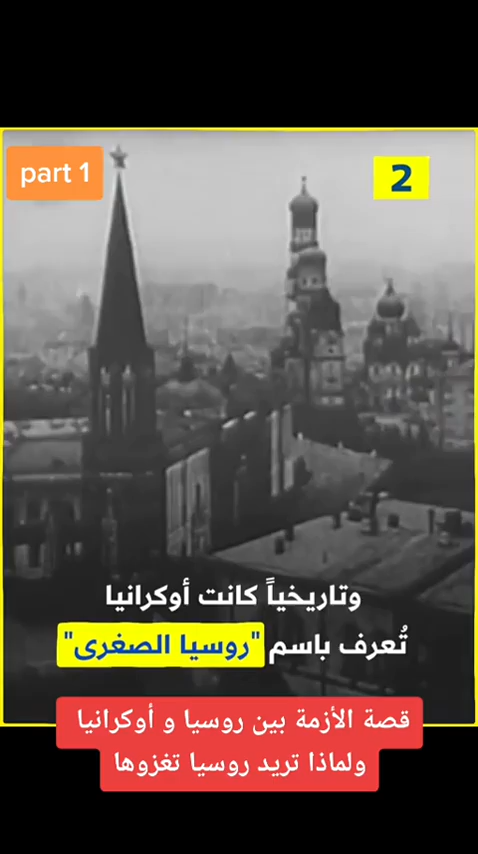 part 1
2
وتاريخياً كانت أوكرانيا
تُعرف باسم "روسيا الصغرى"
قصة الأزمة بين روسيا و أوكرانيا
ولماذا تريد روسيا تغزوها